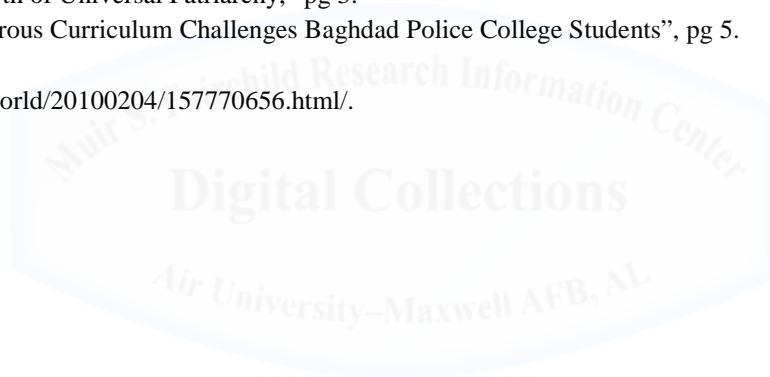 th of Universal Patriarchy,” pg 3.
rous Curriculum Challenges Baghdad Police College Students”, pg 5.
orld/20100204/157770656.html/.
Muir S. Fairchild Research Information Center
Digital Collections
Air University–Maxwell AFB, AL